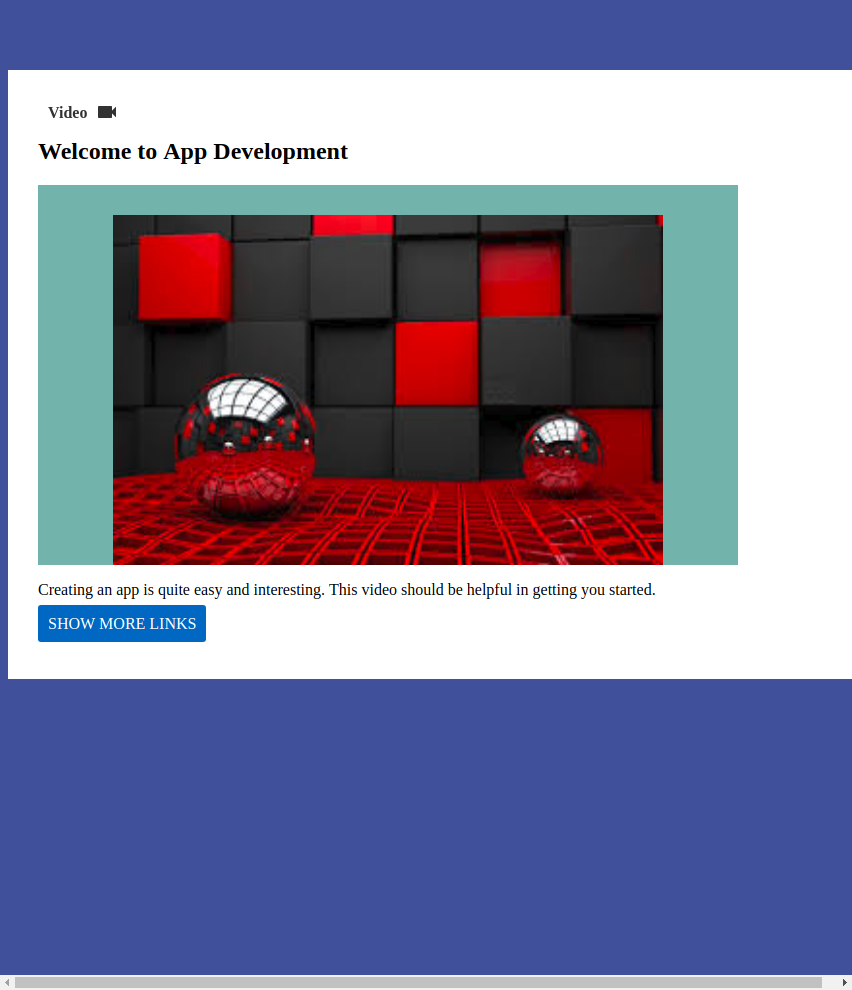 Video
Welcome to App Development
Creating an app is quite easy and interesting. This video should be helpful in getting you started.
SHOW MORE LINKS